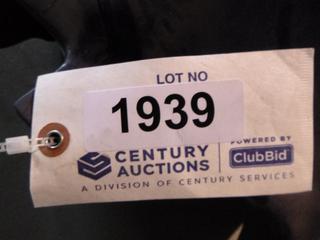 LOT NO
1939
CENTURY AUCTIONS
POWERED BY ClubBid
A DIVISION OF CENTURY SERVICES